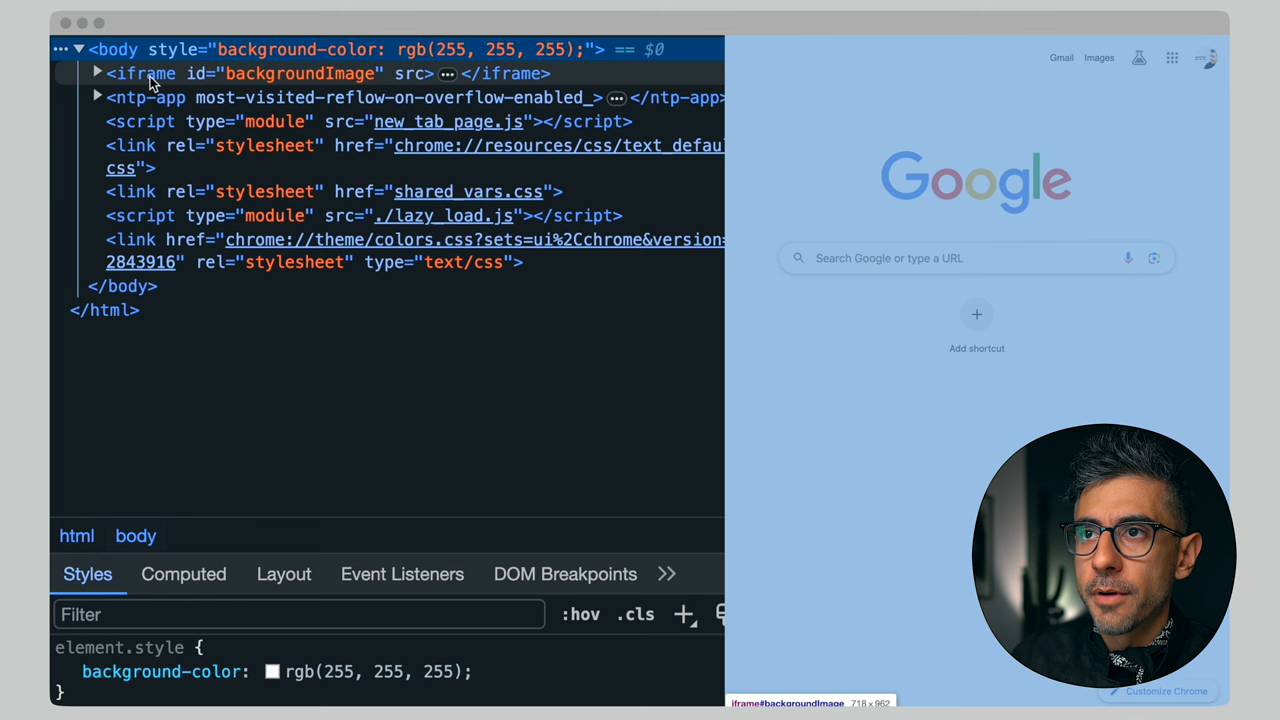 ••• ▼ <body style="background-color: rgb(255, 255, 255);"> == $0
▶ <iframe id="backgroundImage" src> ••• </iframe>
▶ <ntp-app most-visited-reflow-on-overflow-enabled_> ••• </ntp-app>
<script type="module" src="new_tab_page.js"></script>
<link rel="stylesheet" href="chrome://resources/css/text_defau
css">
<link rel="stylesheet" href="shared_vars.css">
<script type="module" src="./lazy_load.js"></script>
<link href="chrome://theme/colors.css?sets=ui%2Cchrome&version=
2843916" rel="stylesheet" type="text/css">
</body>
</html>
html body
Styles Computed Layout Event Listeners DOM Breakpoints >>
Filter :hov .cls +
element.style {
background-color: rgb(255, 255, 255);
}
Gmail Images
Google
Search Google or type a URL
+
Add shortcut
Customize Chrome
iframe#backgroundImage 718 × 962